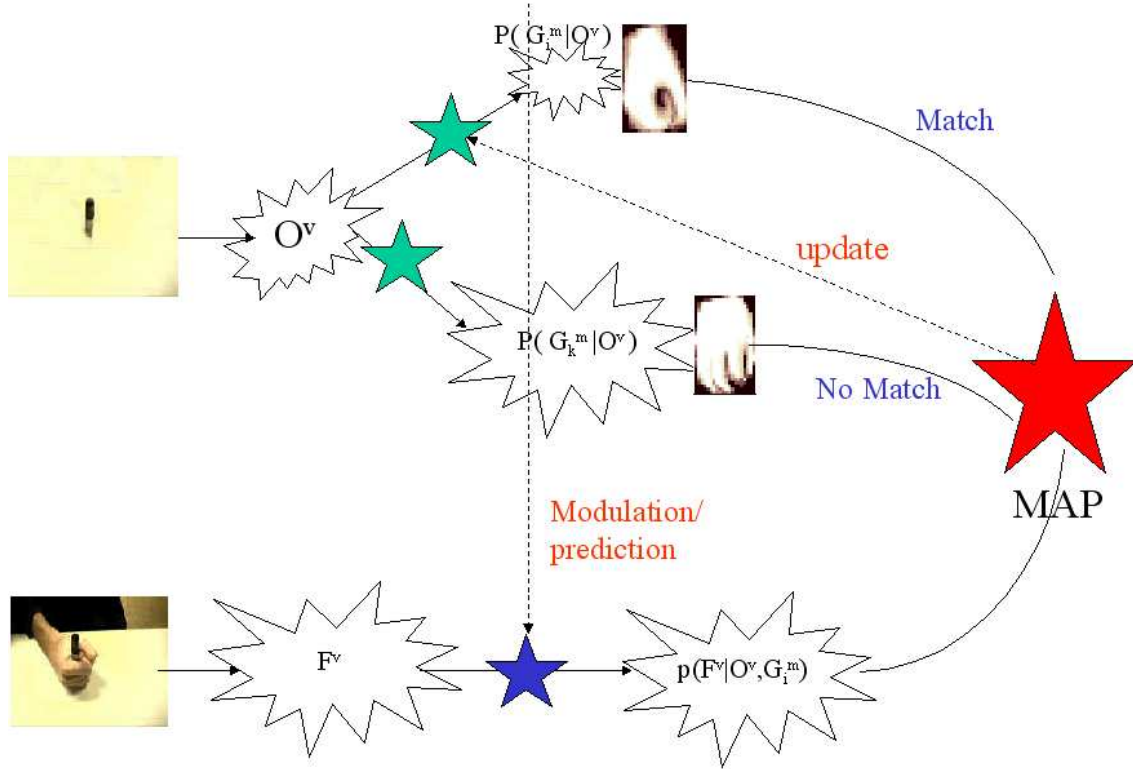 P( G_i^m|O^v)
Match
O^v
update
P( G_k^m|O^v)
No Match
MAP
Modulation/
prediction
F^v
p(F^v|O^v,G_i^m)